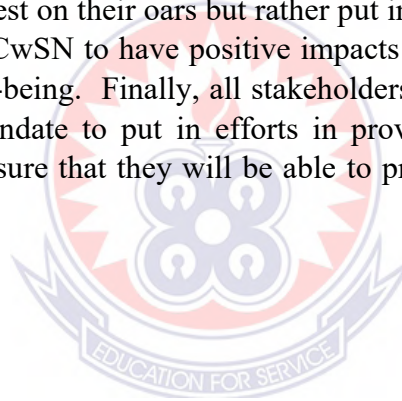 est on their oars but rather put in
CwSN to have positive impacts
-being. Finally, all stakeholders
ndate to put in efforts in prov
sure that they will be able to pr
EDUCATION FOR SERVICE